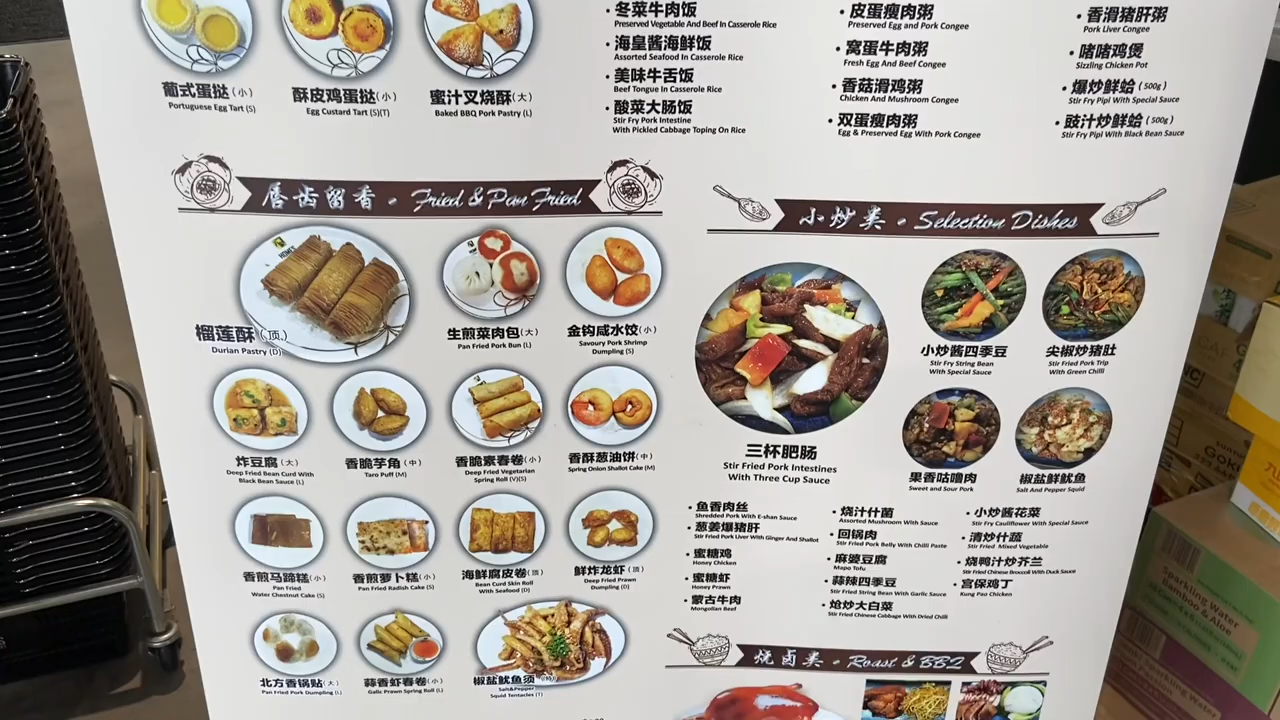 葡式蛋挞(小)
Portuguese Egg Tart (S)
酥皮鸡蛋挞(小)
Egg Custard Tart (S)(T)
蜜汁叉烧酥(大)
Baked BBQ Pork Pastry (L)
• 冬菜牛肉饭
Preserved Vegetable And Beef In Casserole Rice
• 海皇酱海鲜饭
Assorted Seafood In Casserole Rice
• 美味牛舌饭
Beef Tongue In Casserole Rice
• 酸菜大肠饭
Stir Fry Pork Intestine
With Pickled Cabbage Toping On Rice
• 皮蛋瘦肉粥
Preserved Egg and Pork Congee
• 窝蛋牛肉粥
Fresh Egg And Beef Congee
• 香菇滑鸡粥
Chicken And Mushroom Congee
• 双蛋瘦肉粥
Egg & Preserved Egg With Pork Congee
• 香滑猪肝粥
Pork Liver Congee
• 啫啫鸡煲
Sizzling Chicken Pot
• 爆炒鲜蛤(500g)
Stir Fry Pipi With Special Sauce
• 豉汁炒鲜蛤(500g)
Stir Fry Pipi With Black Bean Sauce
唇齿留香 • Fried & Pan Fried
榴莲酥(顶)
Durian Pastry (D)
生煎菜肉包(大)
Pan Fried Pork Bun (L)
金钩咸水饺(小)
Savoury Pork Shrimp
Dumpling (S)
炸豆腐(大)
Deep Fried Bean Curd With
Black Bean Sauce (L)
香脆芋角(中)
Taro Puff (M)
香脆素春卷(小)
Deep Fried Vegetarian
Spring Roll (V)(S)
香酥葱油饼(中)
Spring Onion Shallot Cake (M)
香煎马蹄糕(小)
Pan Fried
Water Chestnut Cake (S)
香煎萝卜糕(小)
Pan Fried Radish Cake (S)
海鲜腐皮卷(顶)
Bean Curd Skin Roll
With Seafood (D)
鲜炸龙虾(顶)
Deep Fried Prawn
Dumpling (D)
北方香锅贴(大)
Pan Fried Pork Dumpling (L)
蒜香虾春卷(小)
Galic Prawn Spring Roll (L)
椒盐鱿鱼须(特)
Salt&Pepper
Squid Tentacles (T)
小炒类 • Selection Dishes
三杯肥肠
Stir Fried Pork Intestines
With Three Cup Sauce
小炒酱四季豆
Stir Fry String Bean
With Special Sauce
尖椒炒猪肚
Stir Fried Pork Trip
With Green Chilli
果香咕噜肉
Sweet and Sour Pork
椒盐鲜鱿鱼
Salt And Pepper Squid
• 鱼香肉丝
Shredded Pork With E-shan Sauce
• 葱姜爆猪肝
Stir Fried Pork Liver With Ginger And Shallot
• 蜜糖鸡
Honey Chicken
• 蜜糖虾
Honey Prawn
• 蒙古牛肉
Mongolian Beef
• 烧汁什菌
Assorted Mushroom With Sauce
• 回锅肉
Stir Fried Pork Belly With Chilli Paste
• 麻婆豆腐
Mapo Tofu
• 蒜辣四季豆
Stir Fried String Bean With Garlic Sauce
• 炝炒大白菜
Stir Fried Chinese Cabbage With Dried Chilli
• 小炒酱花菜
Stir Fry Cauliflower With Special Sauce
• 清炒什蔬
Stir Fried Mixed Vegetable
• 烧鸭汁炒芥兰
Stir Fried Chinese Broccoli With Duck Sauce
• 宫保鸡丁
Kung Pao Chicken
烧卤类 • Roast & BBQ
Sparkling Water
Bamboo & Aloe